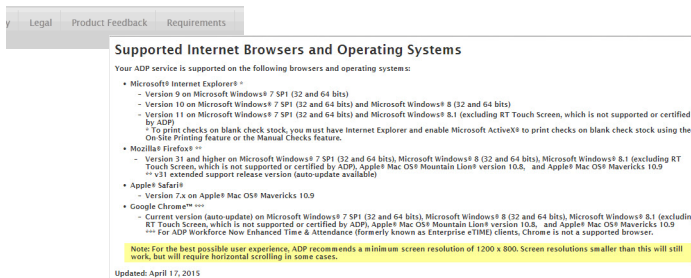 y Legal Product Feedback Requirements
Supported Internet Browsers and Operating Systems
Your ADP service is supported on the following browsers and operating systems:
• Microsoft® Internet Explorer® *
- Version 9 on Microsoft Windows® 7 SP1 (32 and 64 bits)
- Version 10 on Microsoft Windows® 7 SP1 (32 and 64 bits) and Microsoft Windows® 8 (32 and 64 bits)
- Version 11 on Microsoft Windows® 7 SP1 (32 and 64 bits) and Microsoft Windows® 8.1 (excluding RT Touch Screen, which is not supported or certified
by ADP)
* To print checks on blank check stock, you must have Internet Explorer and enable Microsoft ActiveX® to print checks on blank check stock using the
On-Site Printing feature or the Manual Checks feature.
• Mozilla® Firefox® **
- Version 31 and higher on Microsoft Windows® 7 SP1 (32 and 64 bits), Microsoft Windows® 8 (32 and 64 bits), Microsoft Windows® 8.1 (excluding RT
Touch Screen, which is not supported or certified by ADP), Apple® Mac OS® Mountain Lion® version 10.8, and Apple® Mac OS® Mavericks 10.9
** v31 extended support release version (auto-update available)
• Apple® Safari®
- Version 7.x on Apple® Mac OS® Mavericks 10.9
• Google Chrome™ ***
- Current version (auto-update) on Microsoft Windows® 7 SP1 (32 and 64 bits), Microsoft Windows® 8 (32 and 64 bits), Microsoft Windows® 8.1 (excludin
RT Touch Screen, which is not supported or certified by ADP), Apple® Mac OS® Mountain Lion® version 10.8, and Apple® Mac OS® Mavericks 10.9
*** For ADP Workforce Now Enhanced Time & Attendance (formerly known as Enterprise eTIME) clients, Chrome is not a supported browser.
Note: For the best possible user experience, ADP recommends a minimum screen resolution of 1200 x 800. Screen resolutions smaller than this will still
work, but will require horizontal scrolling in some cases.
Updated: April 17, 2015